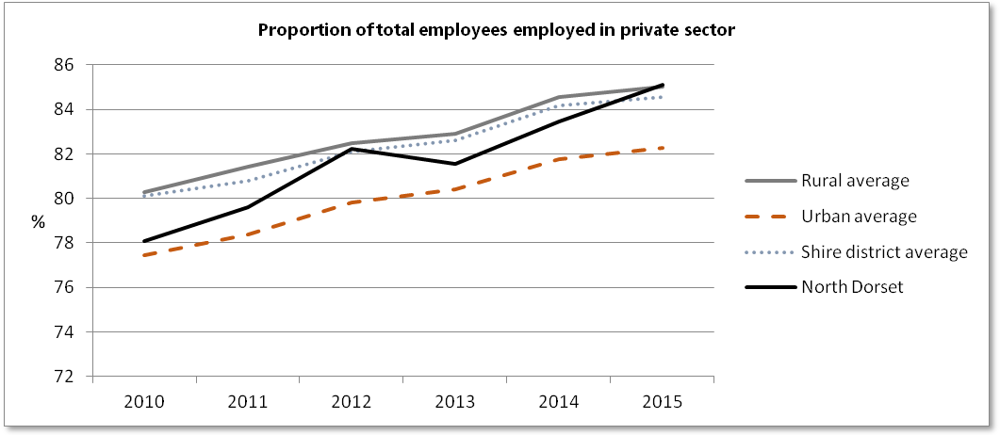 Proportion of total employees employed in private sector
86
84
82
80
78
76
74
72
%
2010 2011 2012 2013 2014 2015
Rural average
Urban average
Shire district average
North Dorset